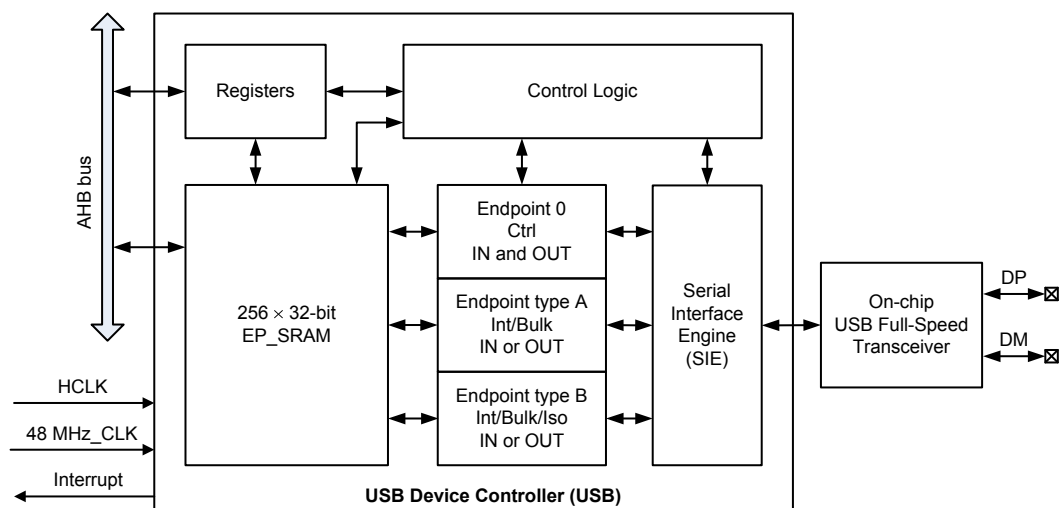 AHB bus
Registers
Control Logic
256 × 32-bit
EP_SRAM
Endpoint 0
Ctrl
IN and OUT
Endpoint type A
Int/Bulk
IN or OUT
Endpoint type B
Int/Bulk/Iso
IN or OUT
Serial
Interface
Engine
(SIE)
On-chip
USB Full-Speed
Transceiver
DP
DM
HCLK
48 MHz_CLK
Interrupt
USB Device Controller (USB)